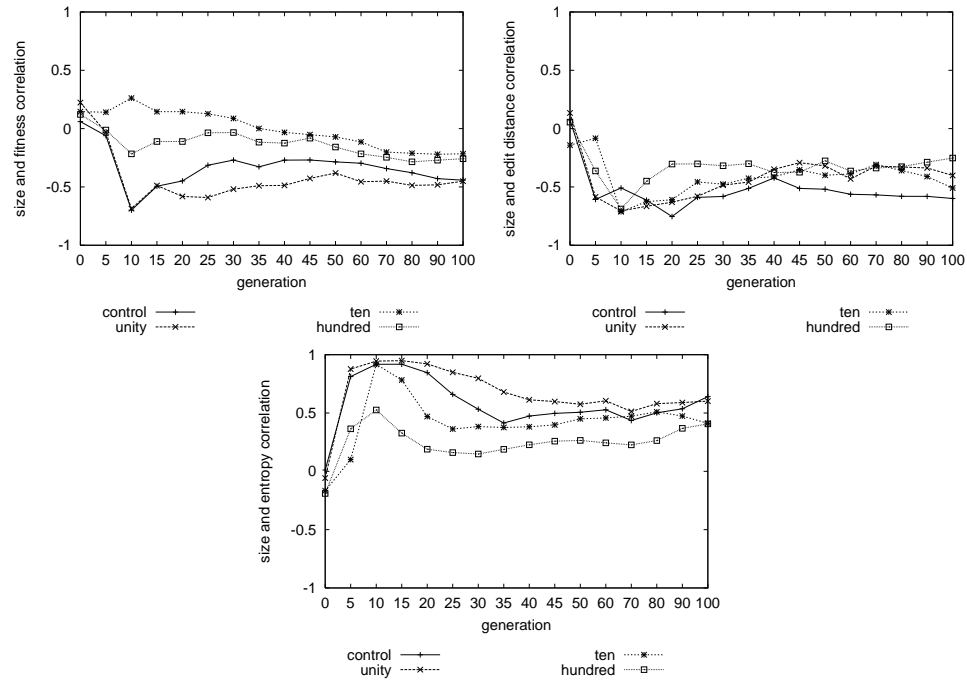 1
0.5
0
-0.5
-1
size and fitness correlation
0 5 10 15 20 25 30 35 40 45 50 60 70 80 90 100
generation
control
unity
ten
hundred
1
0.5
0
-0.5
-1
size and edit distance correlation
0 5 10 15 20 25 30 35 40 45 50 60 70 80 90 100
generation
control
unity
ten
hundred
1
0.5
0
-0.5
-1
size and entropy correlation
0 5 10 15 20 25 30 35 40 45 50 60 70 80 90 100
generation
control
unity
ten
hundred